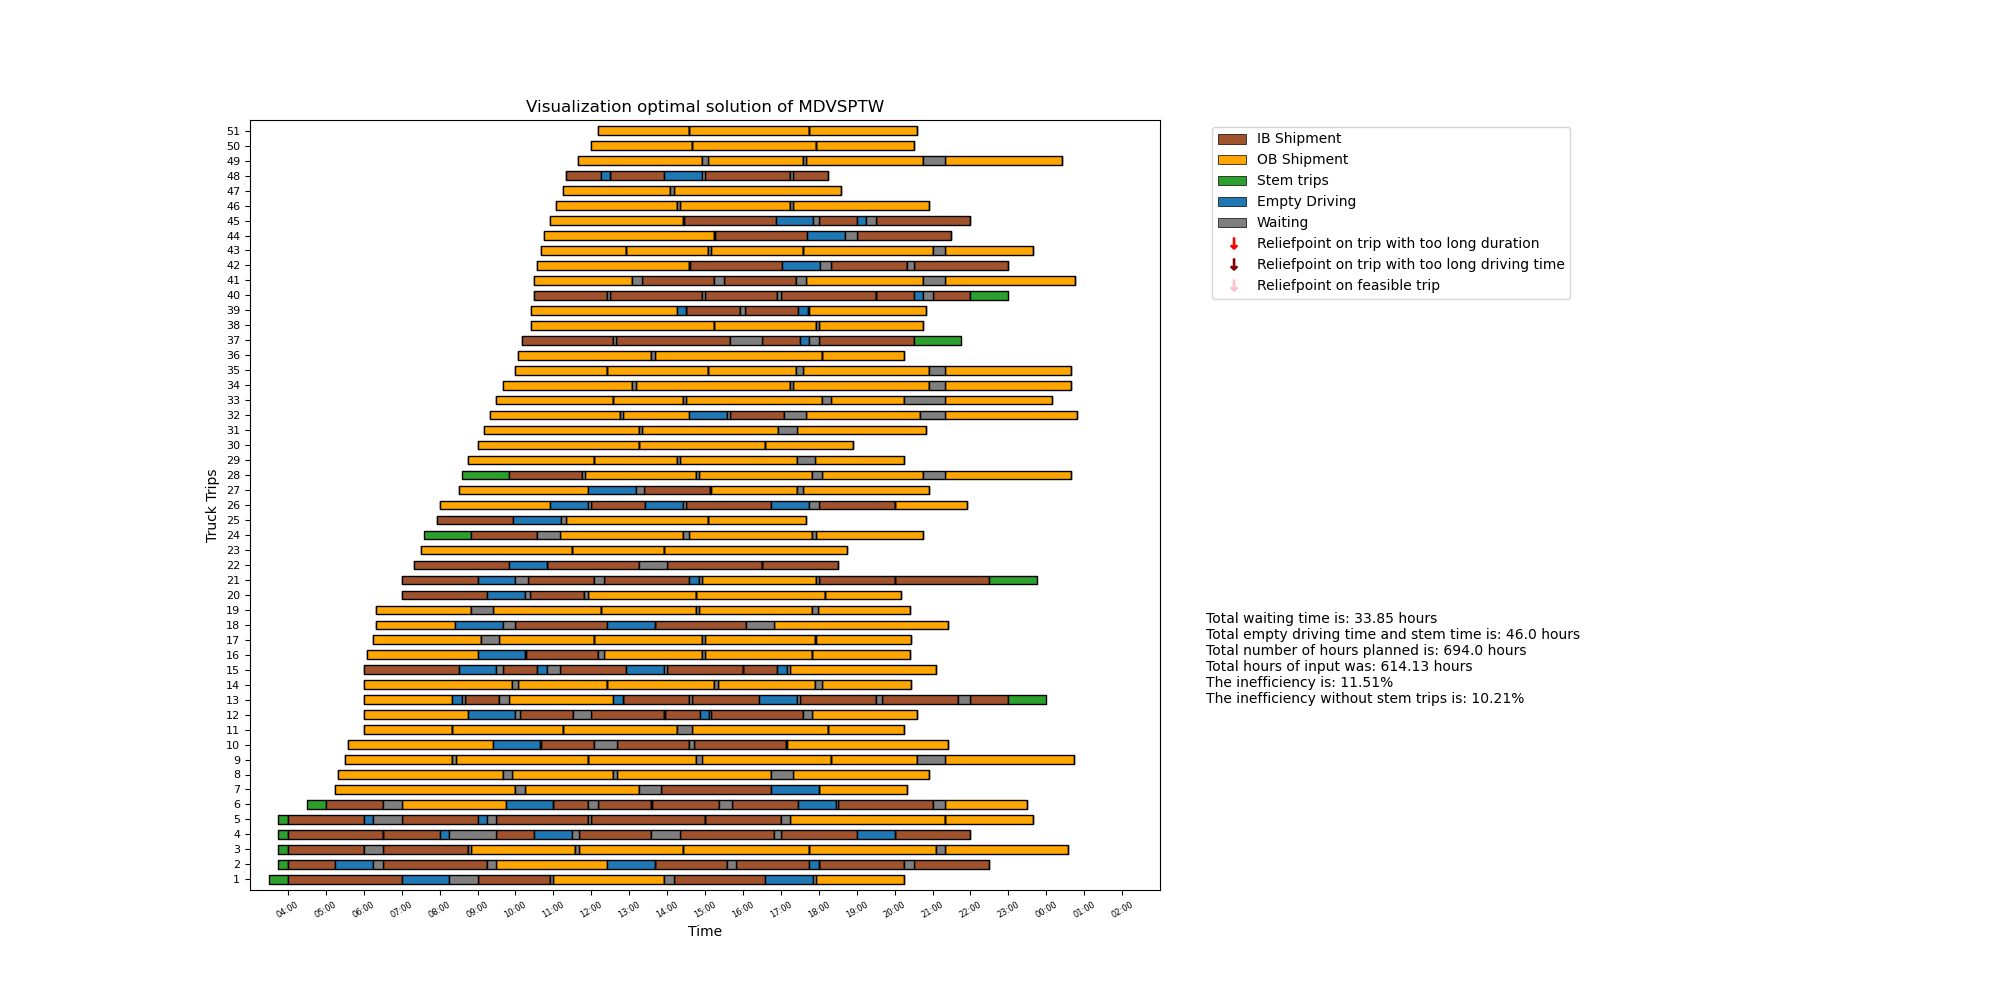 Visualization optimal solution of MDVSPTW
Truck Trips
51
50
49
48
47
46
45
44
43
42
41
40
39
38
37
36
35
34
33
32
31
30
29
28
27
26
25
24
23
22
21
20
19
18
17
16
15
14
13
12
11
10
9
8
7
6
5
4
3
2
1
04:00 05:00 06:00 07:00 08:00 09:00 10:00 11:00 12:00 13:00 14:00 15:00 16:00 17:00 18:00 19:00 20:00 21:00 22:00 23:00 00:00 01:00 02:00
Time
IB Shipment
OB Shipment
Stem trips
Empty Driving
Waiting
Reliefpoint on trip with too long duration
Reliefpoint on trip with too long driving time
Reliefpoint on feasible trip
Total waiting time is: 33.85 hours
Total empty driving time and stem time is: 46.0 hours
Total number of hours planned is: 694.0 hours
Total hours of input was: 614.13 hours
The inefficiency is: 11.51%
The inefficiency without stem trips is: 10.21%